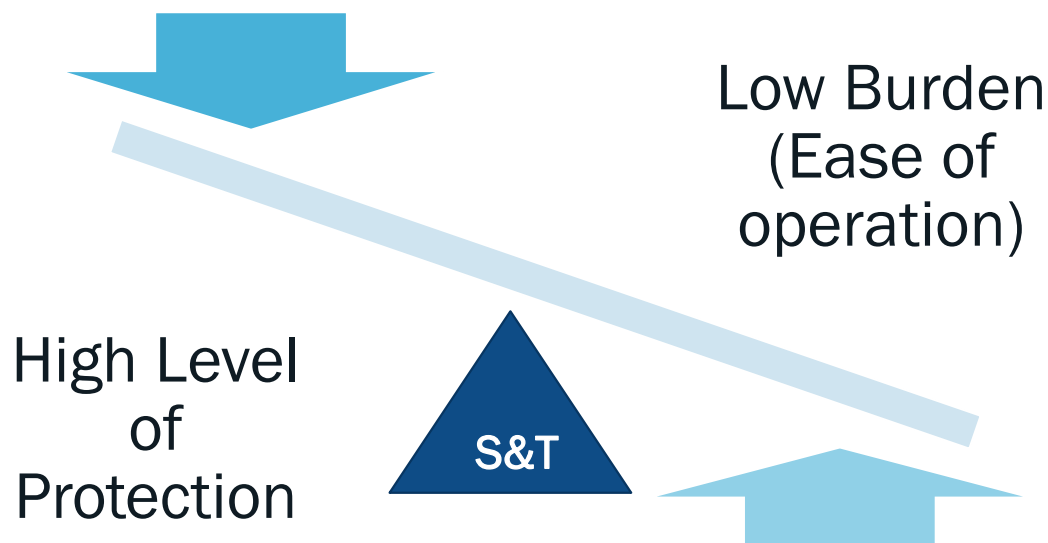 Low Burden
(Ease of
operation)
High Level
of
Protection
S&T